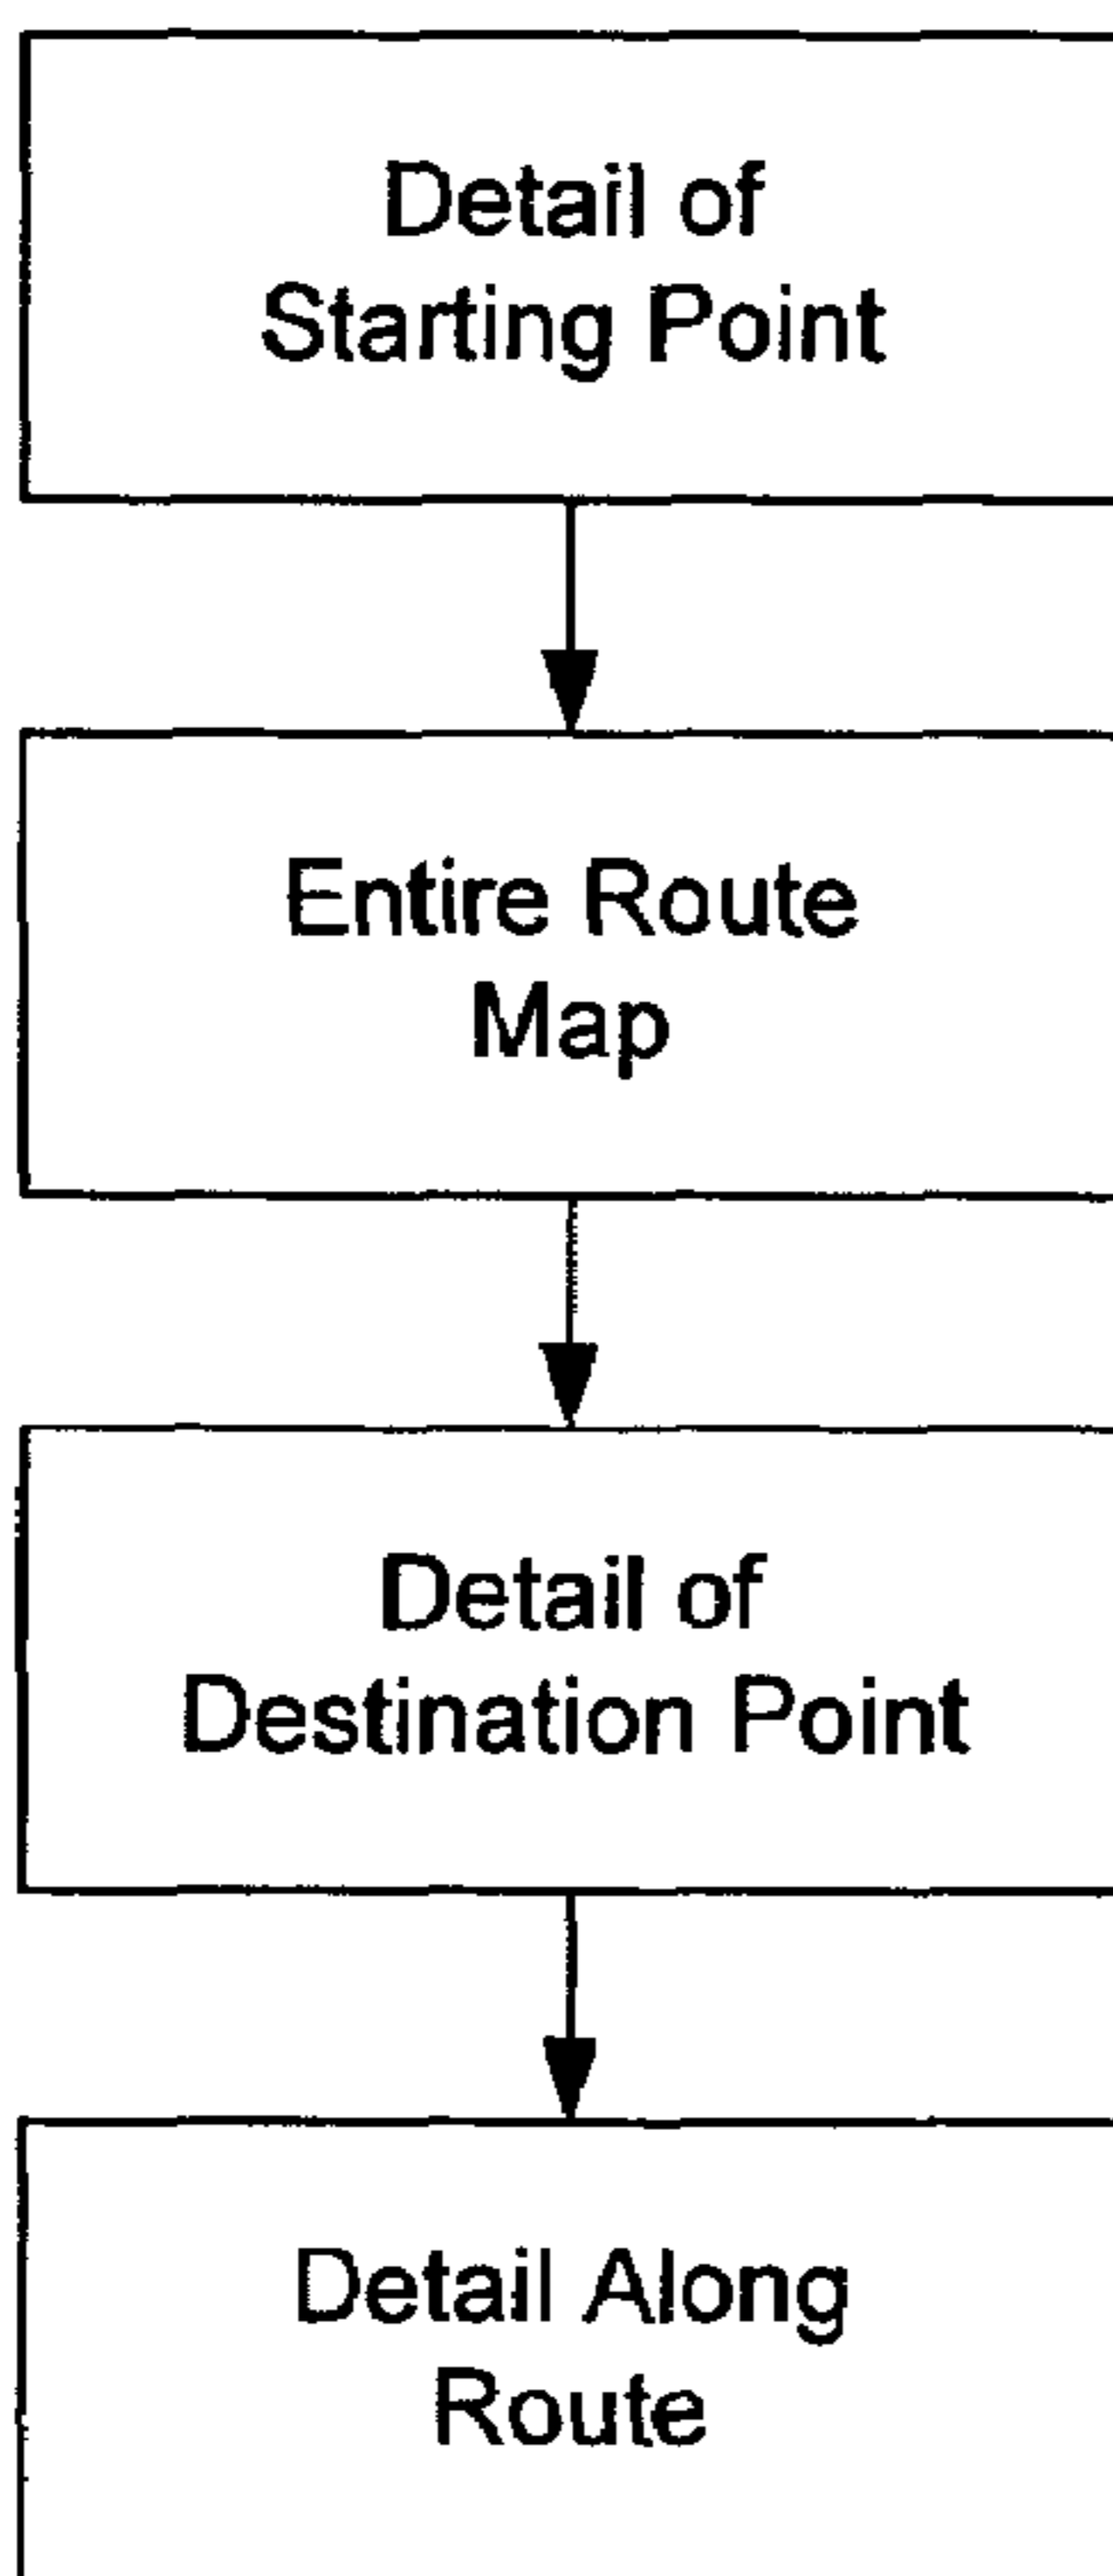 Detail of
Starting Point
Entire Route
Map
Detail of
Destination Point
Detail Along
Route